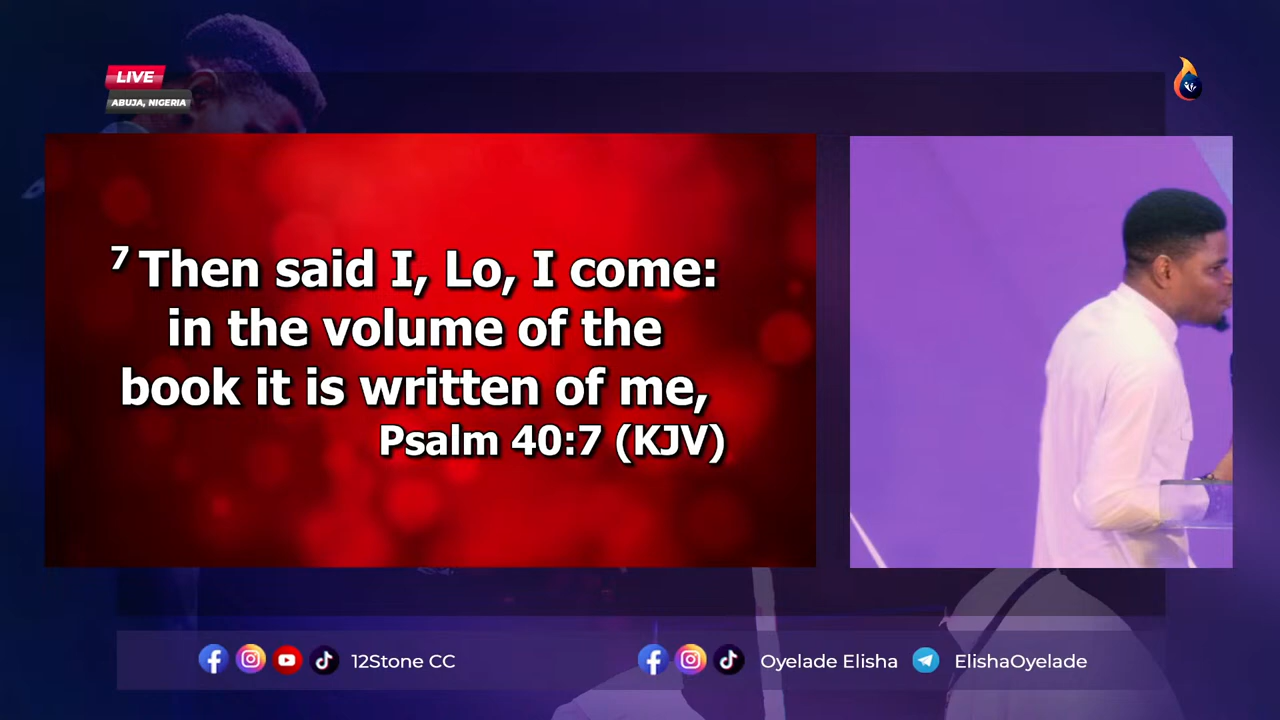 LIVE
ABUJA, NIGERIA
7 Then said I, Lo, I come:
in the volume of the
book it is written of me,
Psalm 40:7 (KJV)
12Stone CC
Oyelade Elisha
ElishaOyelade